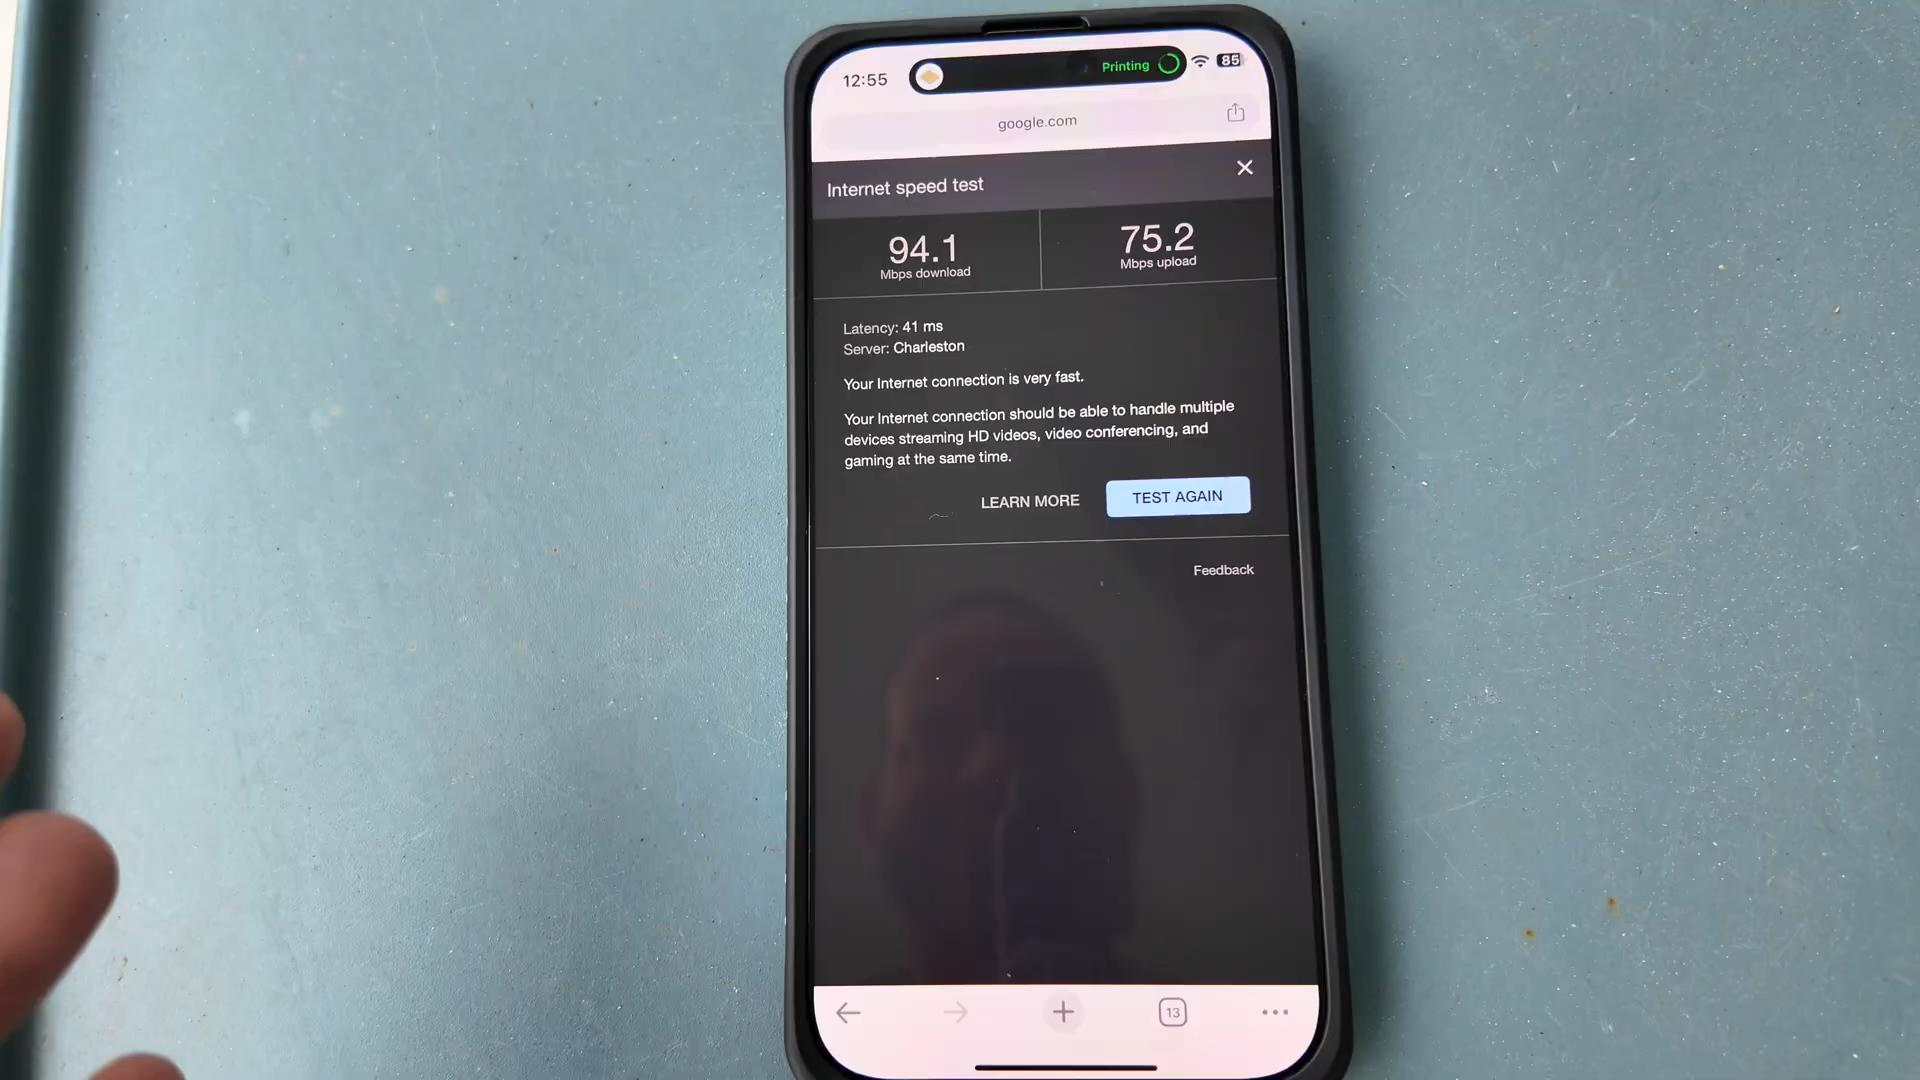 12:55
Printing
85
google.com
Internet speed test
94.1
Mbps download
75.2
Mbps upload
Latency: 41 ms
Server: Charleston
Your Internet connection is very fast.
Your Internet connection should be able to handle multiple
devices streaming HD videos, video conferencing, and
gaming at the same time.
LEARN MORE
TEST AGAIN
Feedback
13